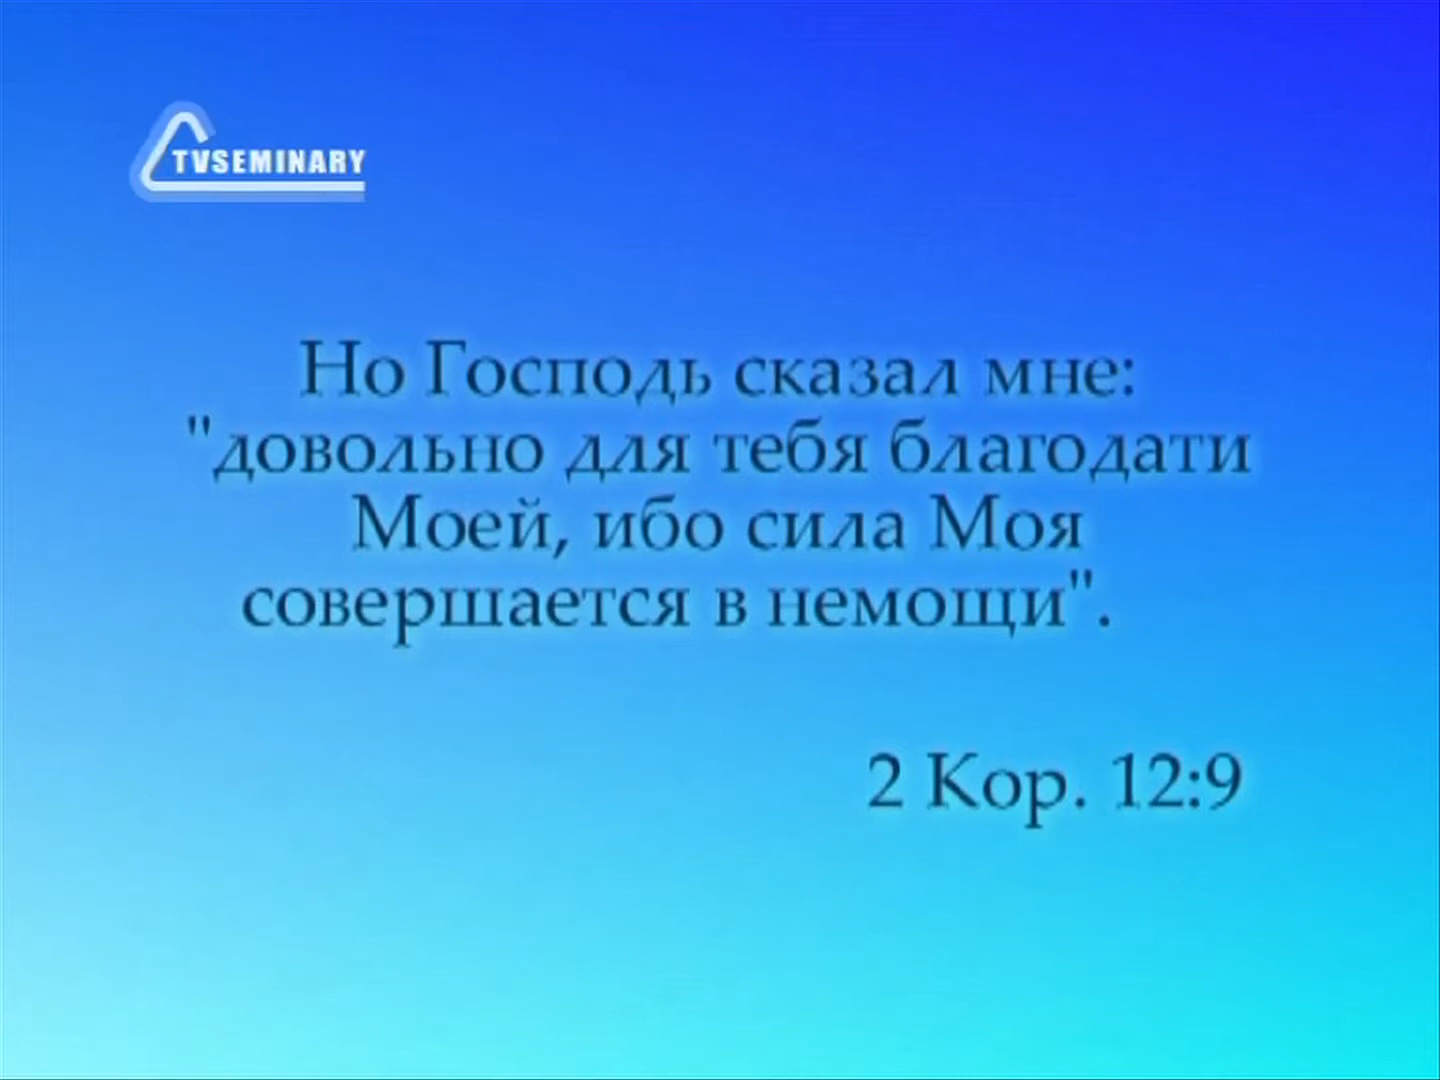 TVSEMINARY
Но Господь сказал мне:
"довольно для тебя благодати
Моей, ибо сила Моя
совершается в немощи".
2 Кор. 12:9